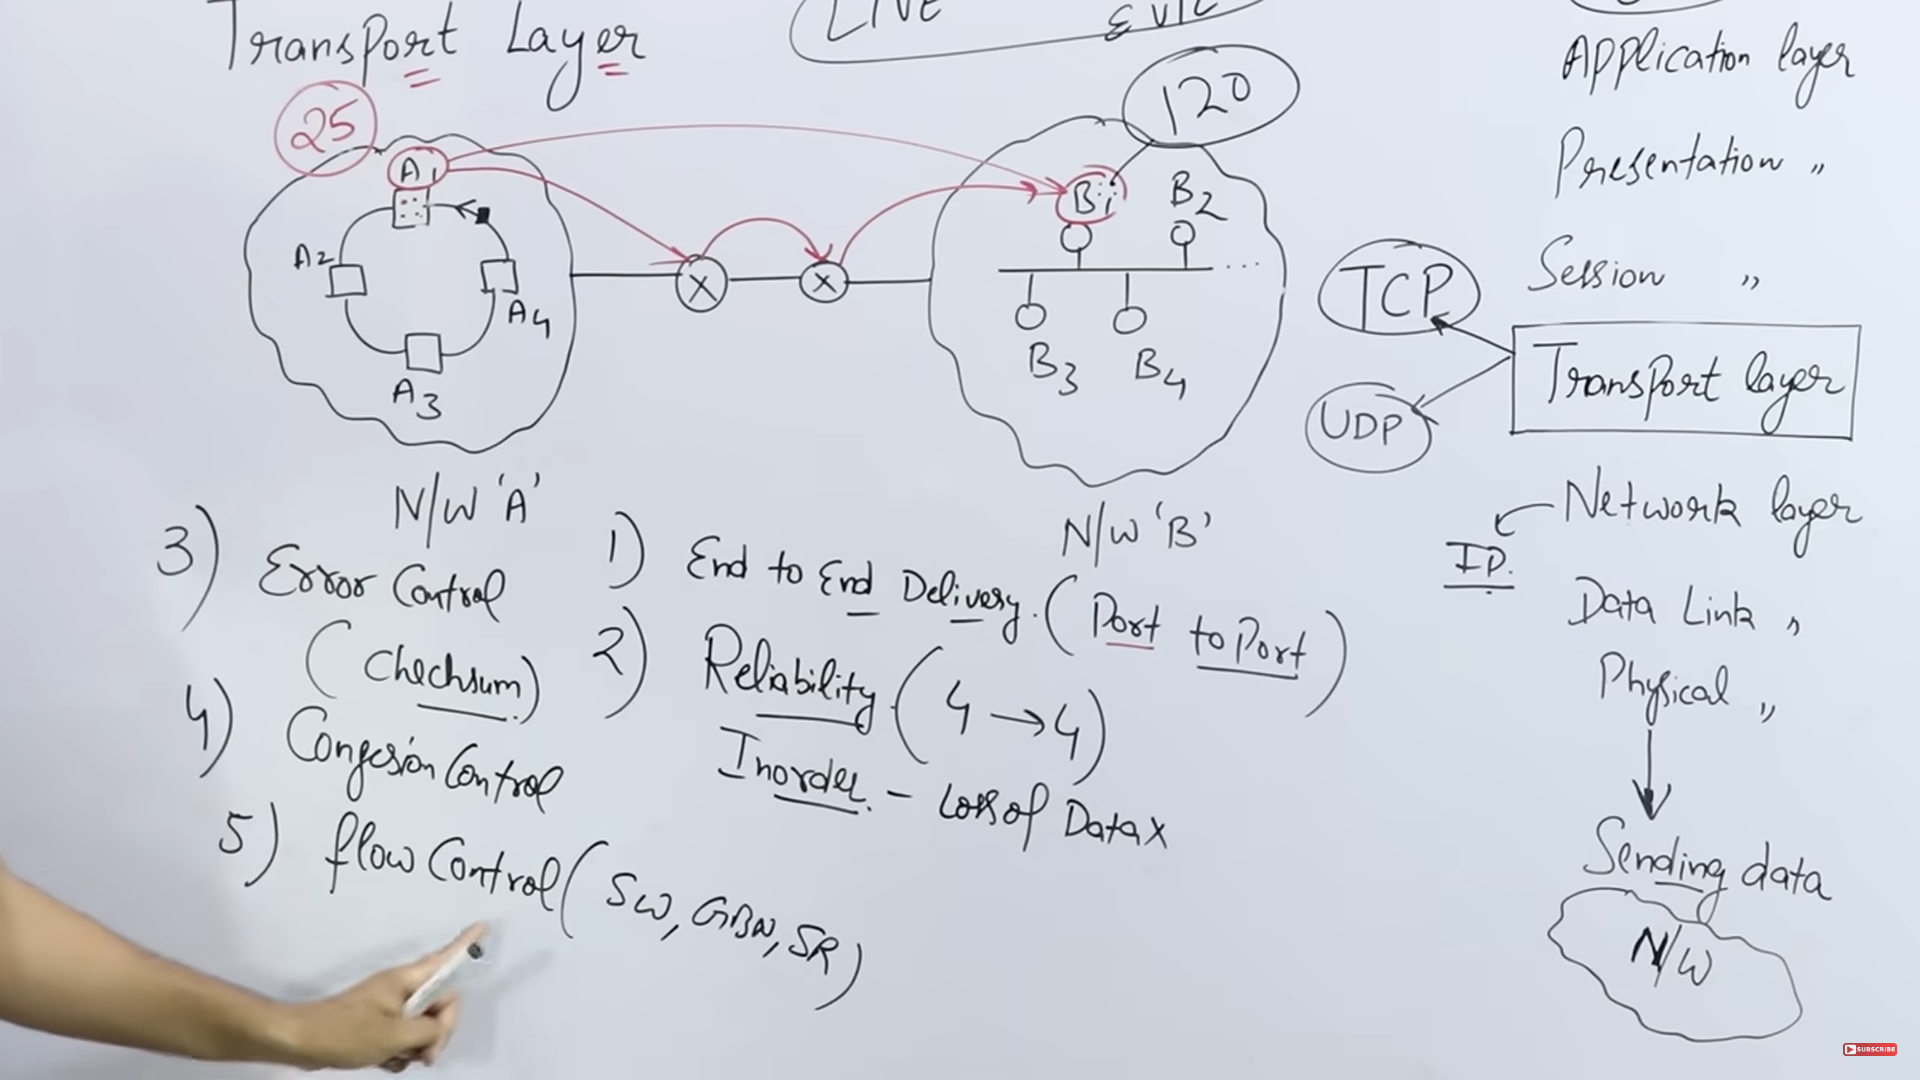 Transport Layer
LIVE
EVIL
25
120
A1
A2
A3
A4
X
X
B1
B2
B3
B4
...
N/W 'A'
N/W 'B'
1) End to End Delivery. (Port to Port)
2) Reliability. (4 → 4)
Inorder. - Loss of Data X
3) Error Control
(Checksum)
4) Congesion Control
5) flow Control (SW, GBN, SR)
Application layer
Presentation "
Session "
Transport layer
TCP
UDP
Network layer
IP.
Data Link "
Physical "
Sending data
N/W
SUBSCRIBE